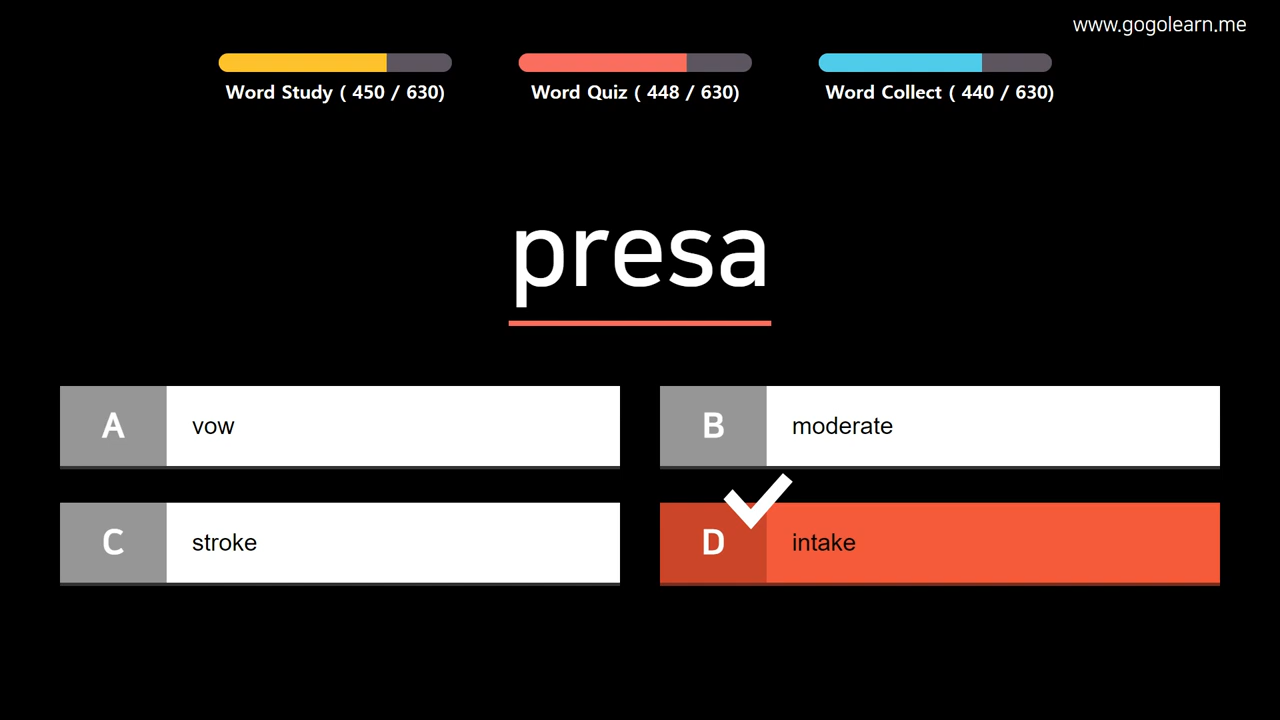 www.gogolearn.me
Word Study ( 450 / 630)
Word Quiz ( 448 / 630)
Word Collect ( 440 / 630)
presa
A vow
B moderate
C stroke
D intake